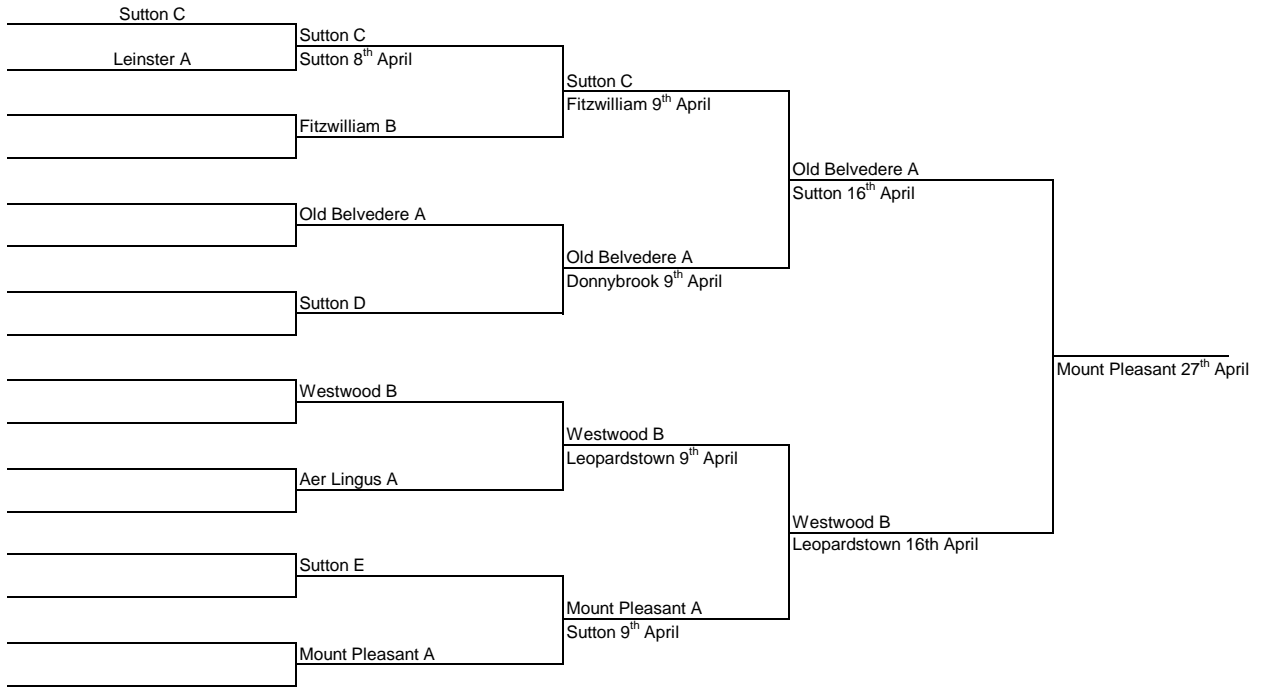 Sutton C
Leinster A
Sutton C
Sutton 8th April
Fitzwilliam B
Old Belvedere A
Sutton D
Westwood B
Aer Lingus A
Sutton E
Mount Pleasant A
Sutton C
Fitzwilliam 9th April
Old Belvedere A
Donnybrook 9th April
Westwood B
Leopardstown 9th April
Mount Pleasant A
Sutton 9th April
Old Belvedere A
Sutton 16th April
Westwood B
Leopardstown 16th April
Mount Pleasant 27th April